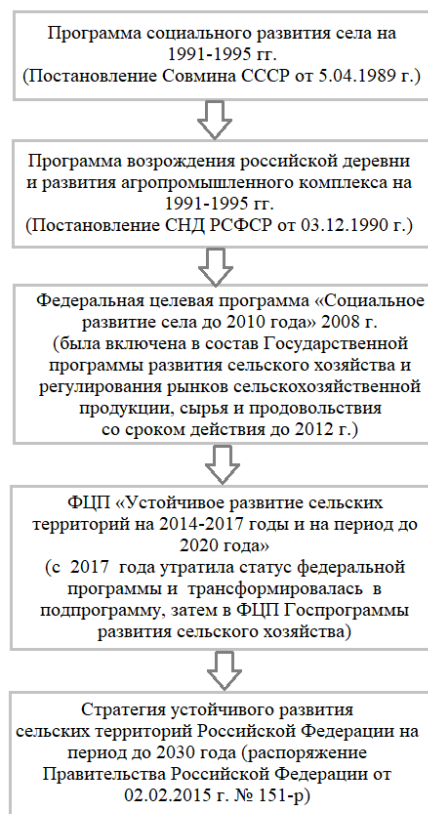 Программа социального развития села на
1991-1995 гг.
(Постановление Совмина СССР от 5.04.1989 г.)
Программа возрождения российской деревни
и развития агропромышленного комплекса на
1991-1995 гг.
(Постановление СНД РСФСР от 03.12.1990 г.)
Федеральная целевая программа «Социальное
развитие села до 2010 года» 2008 г.
(была включена в состав Государственной
программы развития сельского хозяйства и
регулирования рынков сельскохозяйственной
продукции, сырья и продовольствия
со сроком действия до 2012 г.)
ФЦП «Устойчивое развитие сельских
территорий на 2014-2017 годы и на период до
2020 года»
(с 2017 года утратила статус федеральной
программы и трансформировалась в
подпрограмму, затем в ФЦП Госпрограммы
развития сельского хозяйства)
Стратегия устойчивого развития
сельских территорий Российской Федерации на
период до 2030 года (распоряжение
Правительства Российской Федерации от
02.02.2015 г. № 151-р)